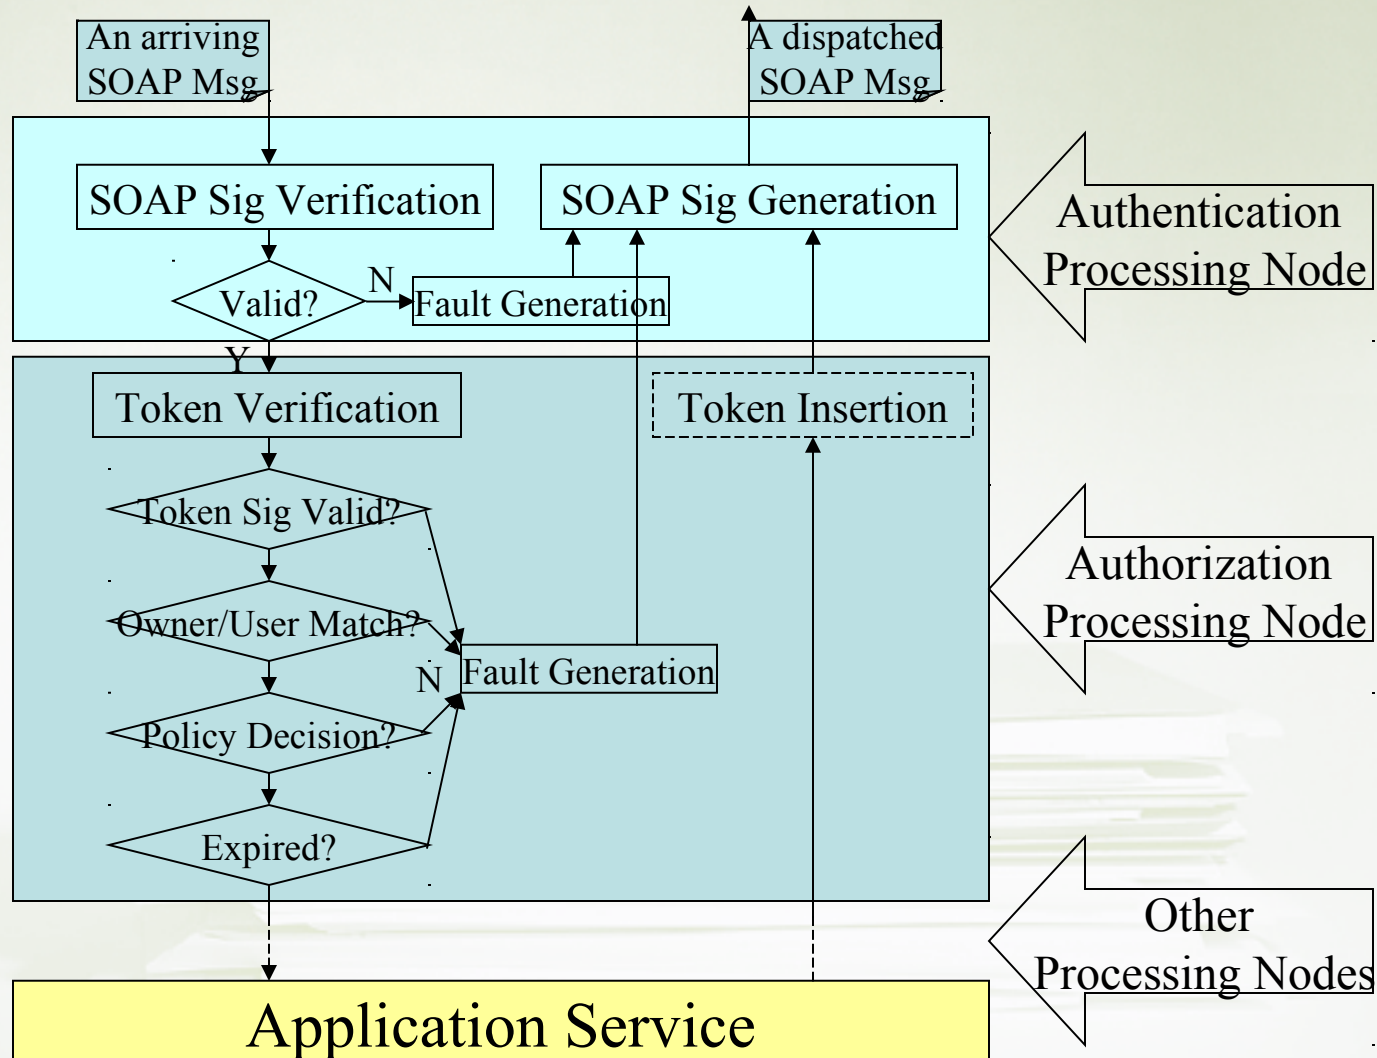 An arriving
SOAP Msg
A dispatched
SOAP Msg
SOAP Sig Verification
SOAP Sig Generation
Valid?
N
Fault Generation
Y
Authentication
Processing Node
Token Verification
Token Insertion
Token Sig Valid?
Owner/User Match?
N
Fault Generation
Policy Decision?
Expired?
Authorization
Processing Node
Other
Processing Nodes
Application Service